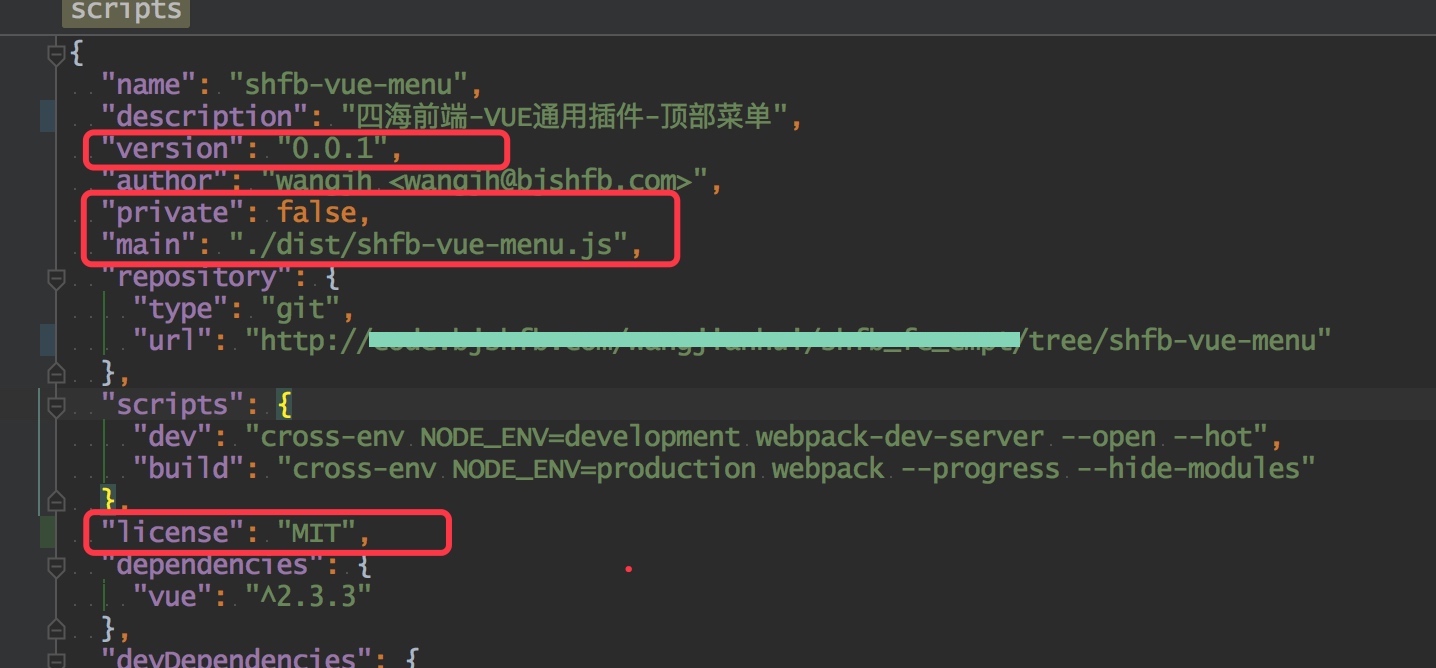 scripts
{
"name": "shfb-vue-menu",
"description": "四海前端-VUE通用插件-顶部菜单",
"version": "0.0.1",
"author": "wangjh <wangjh@bjshfb.com>",
"private": false,
"main": "./dist/shfb-vue-menu.js",
"repository": {
"type": "git",
"url": "http:///tree/shfb-vue-menu"
},
"scripts": {
"dev": "cross-env NODE_ENV=development webpack-dev-server --open --hot",
"build": "cross-env NODE_ENV=production webpack --progress --hide-modules"
},
"license": "MIT",
"dependencies": {
"vue": "^2.3.3"
},
"devDependencies": {